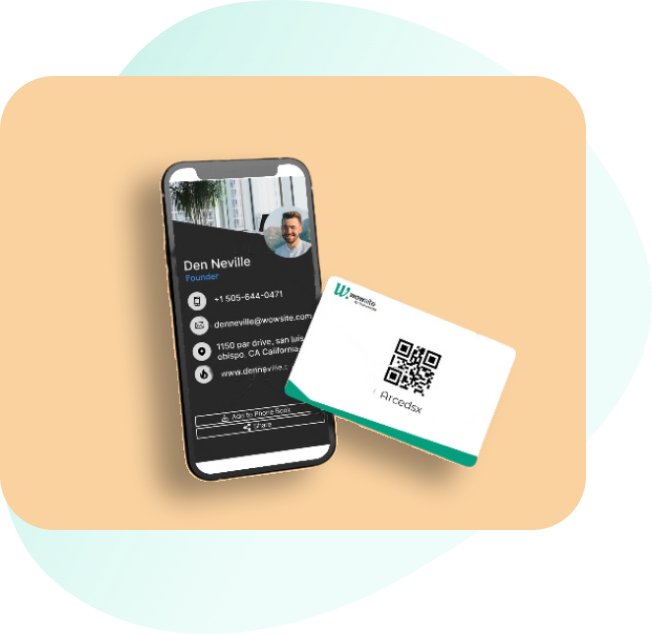 Den Neville
Founder
+1 505-644-0471
denneville@wowsite.com
1150 par drive, san luis
obispo, CA California
www.denneville.c
Add to Phone Book
Share
W.
wowsite
Arcedsx